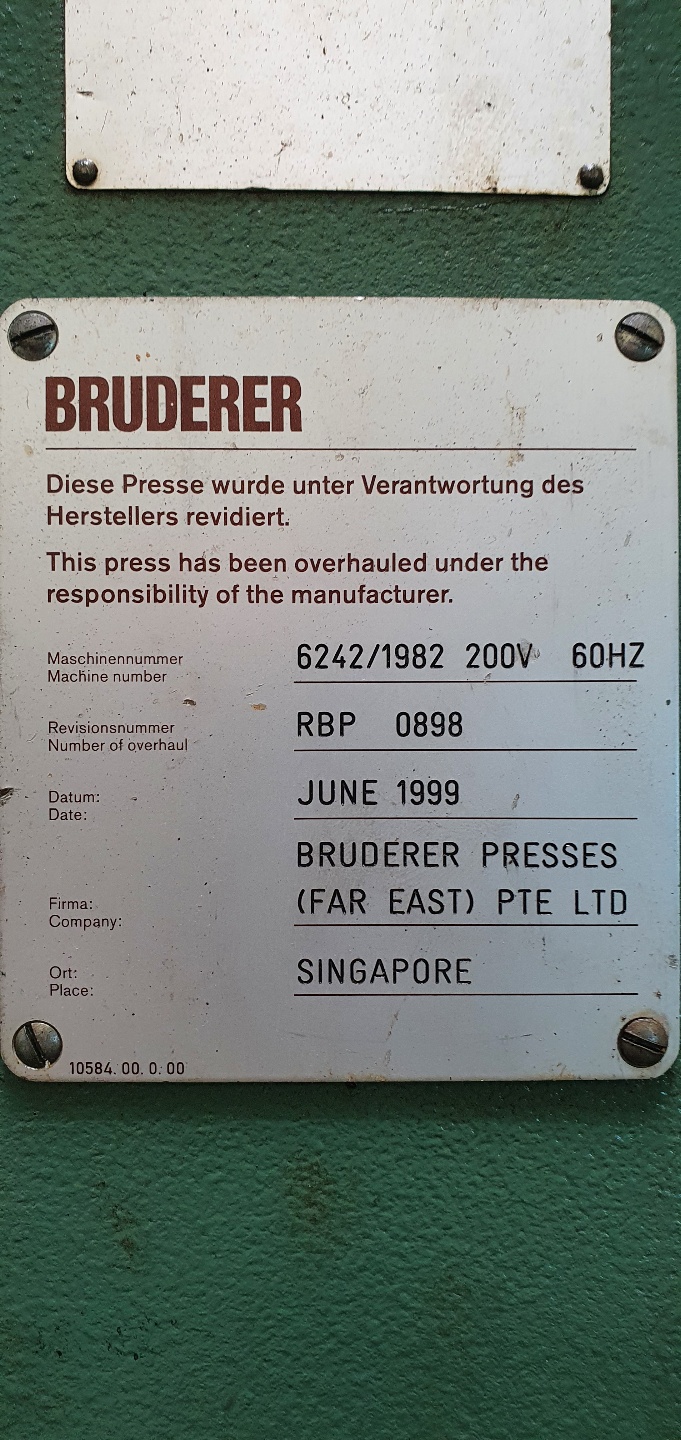 BRUDERER
Diese Presse wurde unter Verantwortung des
Herstellers revidiert.
This press has been overhauled under the
responsibility of the manufacturer.
Maschinennummer
Machine number
6242/1982 200V 60HZ
Revisionsnummer
Number of overhaul
RBP 0898
Datum:
Date:
JUNE 1999
Firma:
Company:
BRUDERER PRESSES
(FAR EAST) PTE LTD
Ort:
Place:
SINGAPORE
10584. 00. 0. 00